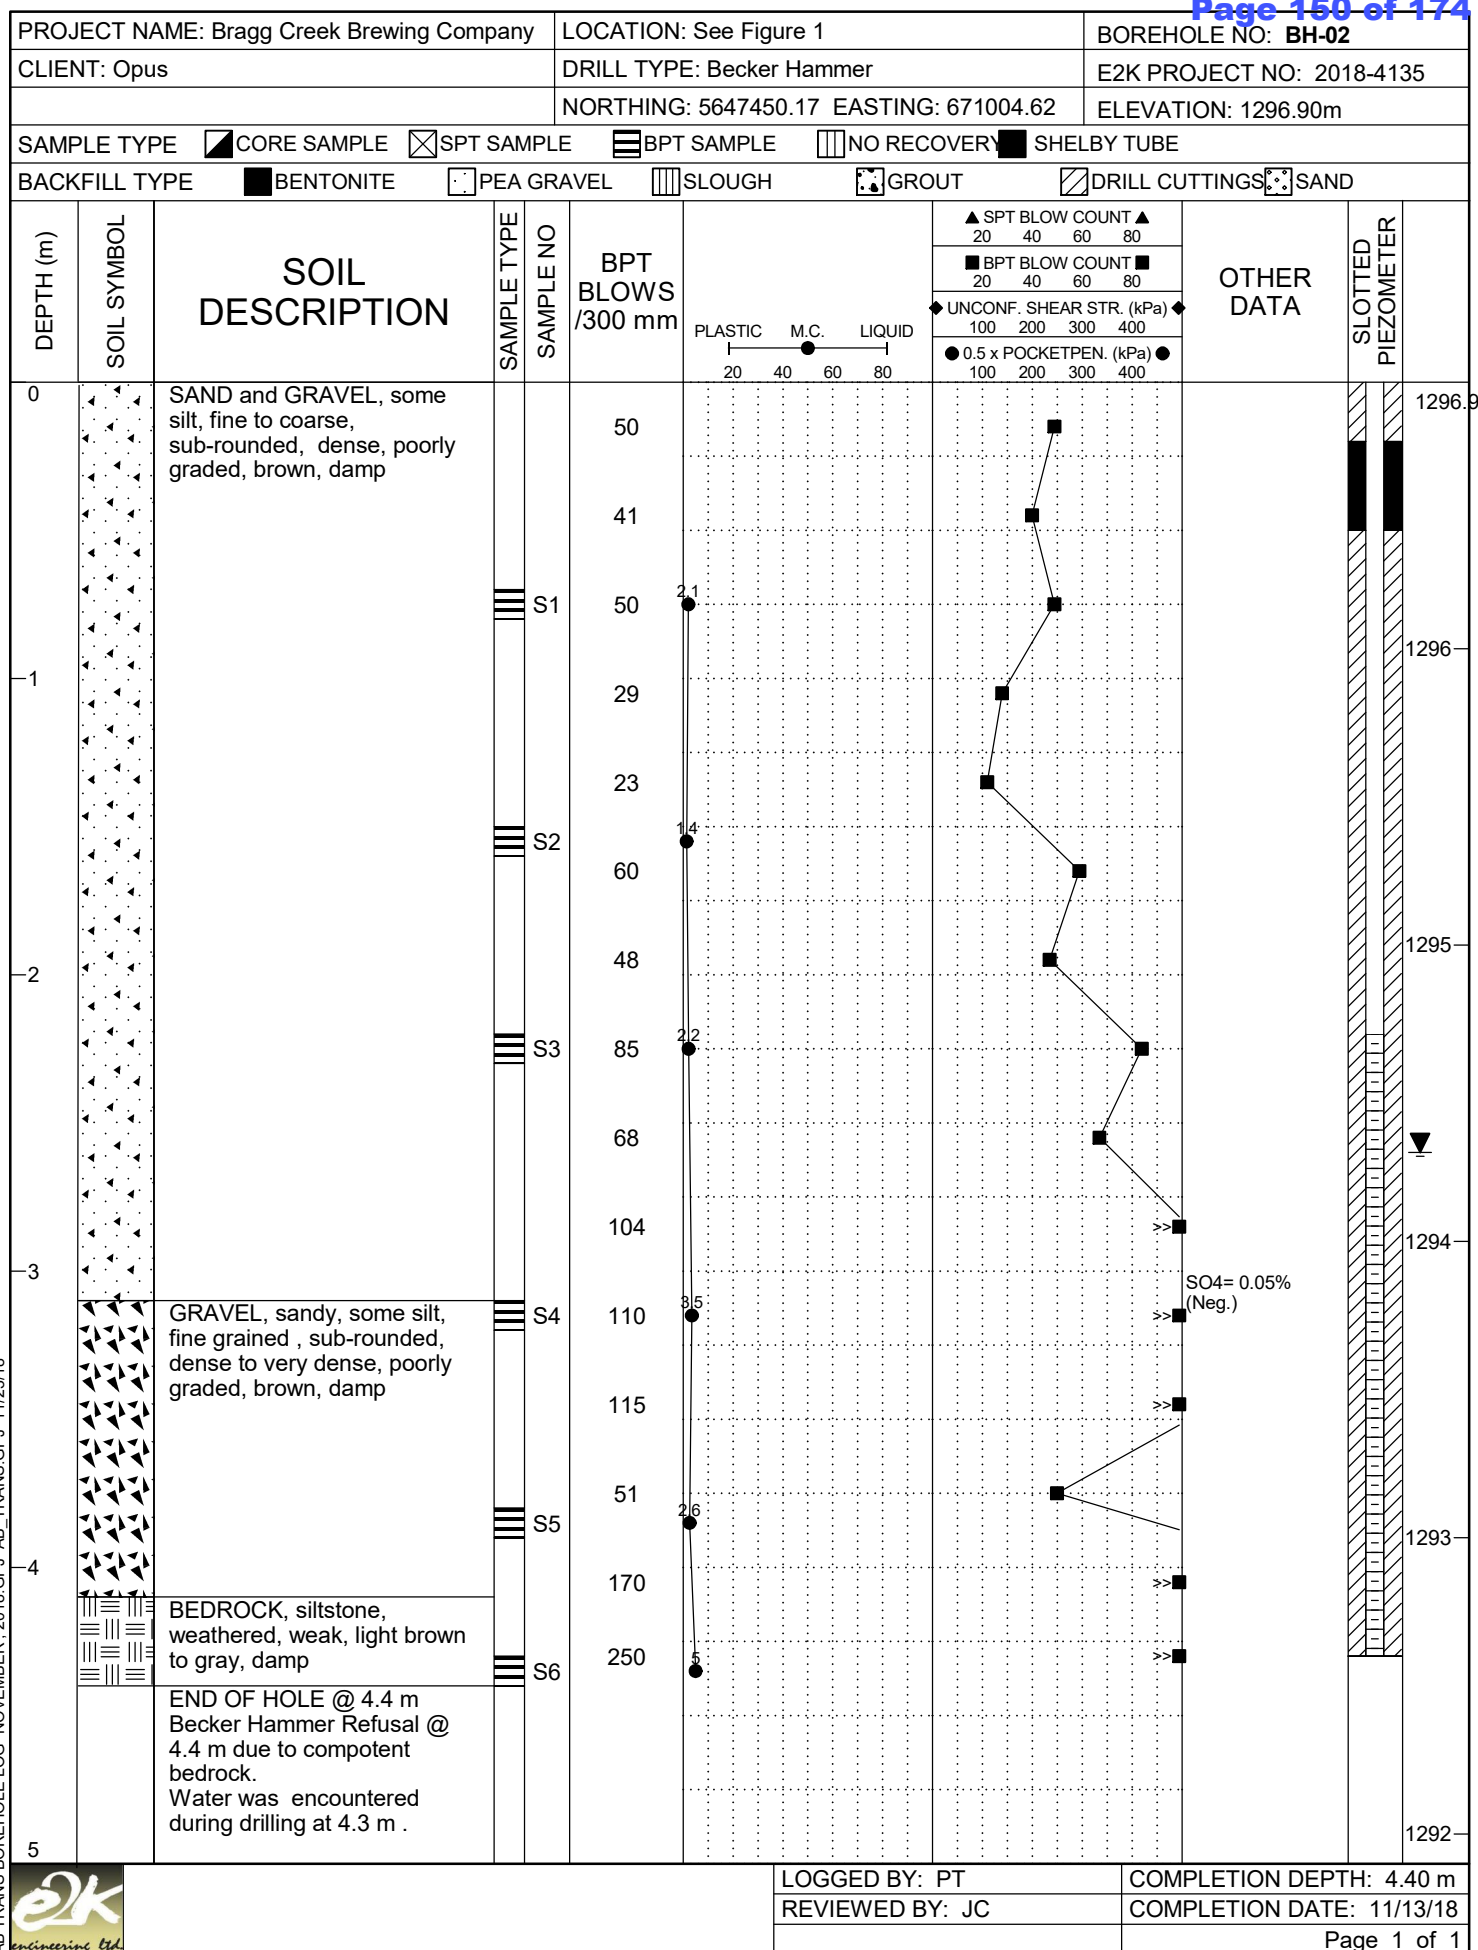 Page 150 of 174
PROJECT NAME: Bragg Creek Brewing Company
LOCATION: See Figure 1
BOREHOLE NO: BH-02
CLIENT: Opus
DRILL TYPE: Becker Hammer
E2K PROJECT NO: 2018-4135
NORTHING: 5647450.17 EASTING: 671004.62
ELEVATION: 1296.90m
SAMPLE TYPE CORE SAMPLE SPT SAMPLE BPT SAMPLE NO RECOVERY SHELBY TUBE
BACKFILL TYPE BENTONITE PEA GRAVEL SLOUGH GROUT DRILL CUTTINGS SAND
DEPTH (m)
SOIL SYMBOL
SOIL
DESCRIPTION
SAMPLE TYPE
SAMPLE NO
BPT
BLOWS
/300 mm
PLASTIC M.C. LIQUID
20 40 60 80
▲ SPT BLOW COUNT ▲
20 40 60 80
■ BPT BLOW COUNT ■
20 40 60 80
◆ UNCONF. SHEAR STR. (kPa) ◆
100 200 300 400
● 0.5 x POCKETPEN. (kPa) ●
100 200 300 400
OTHER
DATA
SLOTTED
PIEZOMETER
0
SAND and GRAVEL, some
silt, fine to coarse,
sub-rounded, dense, poorly
graded, brown, damp
1296.9
50
41
S1
50
2.1
1296
1
29
23
S2
1.4
60
48
1295
2
S3
85
2.2
68
104
>>
1294
3
SO4= 0.05%
(Neg.)
GRAVEL, sandy, some silt,
fine grained , sub-rounded,
dense to very dense, poorly
graded, brown, damp
S4
110
3.5
>>
115
>>
51
S5
2.6
1293
4
170
>>
BEDROCK, siltstone,
weathered, weak, light brown
to gray, damp
250
>>
S6
5
END OF HOLE @ 4.4 m
Becker Hammer Refusal @
4.4 m due to compotent
bedrock.
Water was encountered
during drilling at 4.3 m .
1292
5
e2K
engineering ltd.
LOGGED BY: PT
COMPLETION DEPTH: 4.40 m
REVIEWED BY: JC
COMPLETION DATE: 11/13/18
Page 1 of 1